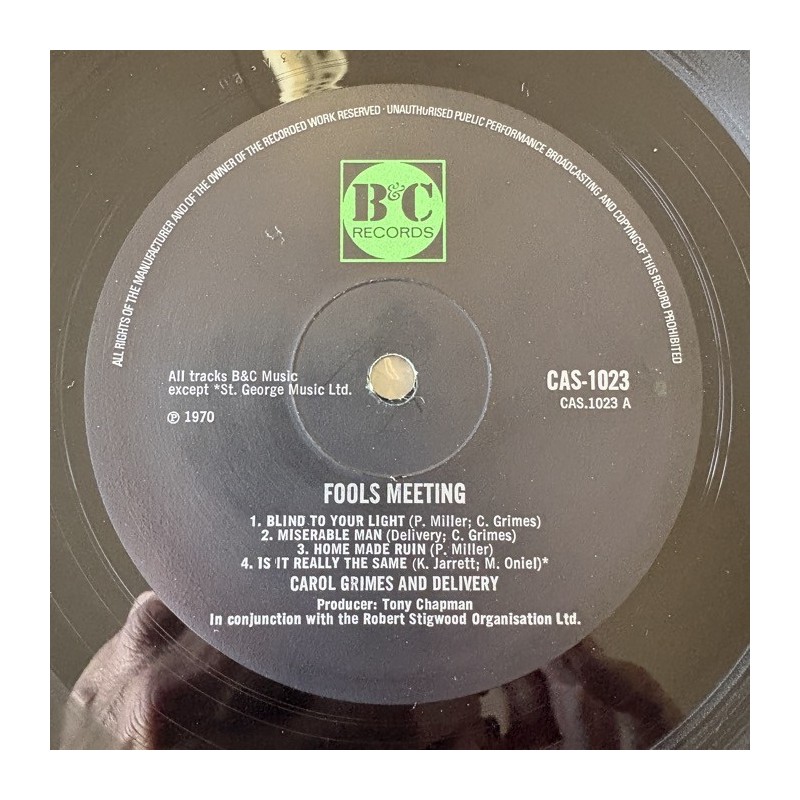 ALL RIGHTS OF THE MANUFACTURER AND OF THE OWNER OF THE RECORDED WORK RESERVED · UNAUTHORISED PUBLIC PERFORMANCE BROADCASTING AND COPYING OF THIS RECORD PROHIBITED
B&C
RECORDS
All tracks B&C Music
except *St. George Music Ltd.
℗ 1970
CAS-1023
CAS.1023 A
FOOLS MEETING
1. BLIND TO YOUR LIGHT (P. Miller; C. Grimes)
2. MISERABLE MAN (Delivery; C. Grimes)
3. HOME MADE RUIN (P. Miller)
4. IS IT REALLY THE SAME (K. Jarrett; M. Oniel)*
CAROL GRIMES AND DELIVERY
Producer: Tony Chapman
In conjunction with the Robert Stigwood Organisation Ltd.